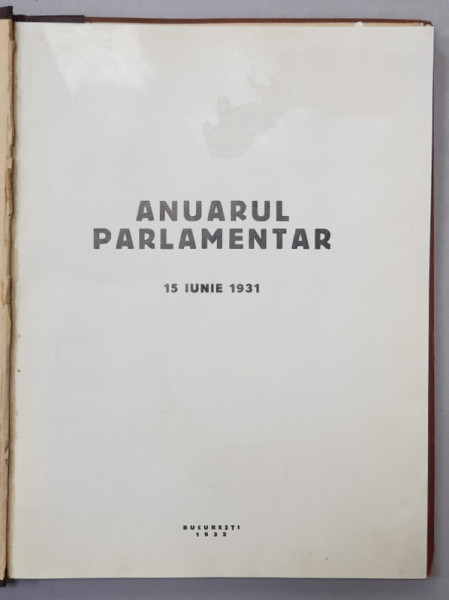 ANUARUL
PARLAMENTAR
15 IUNIE 1931
BUCUREȘTI
1932